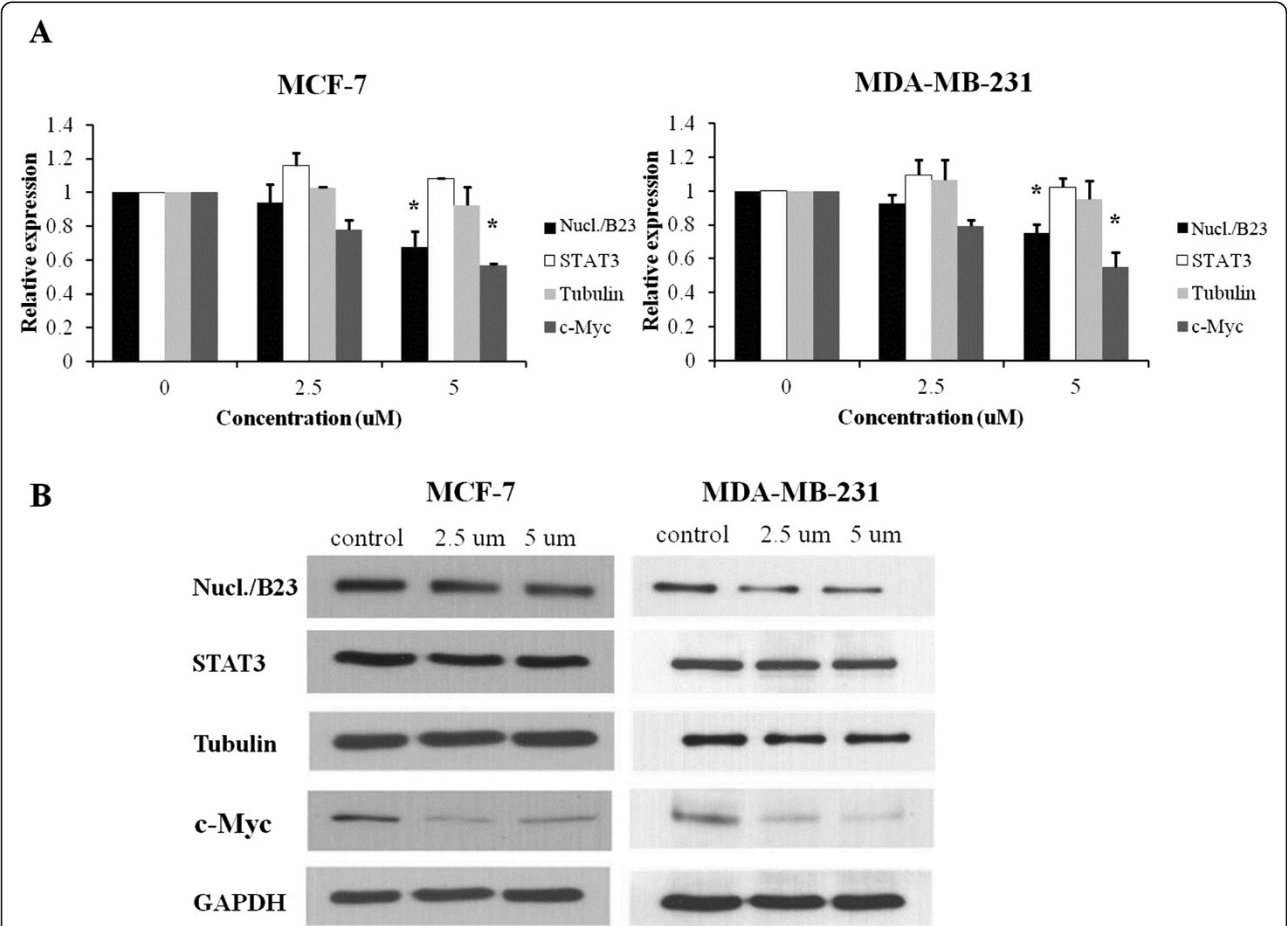 A
MCF-7
Relative expression
1.4
1.2
1
0.8
0.6
0.4
0.2
0
*
*
0
2.5
5
Concentration (uM)
Nucl./B23
STAT3
Tubulin
c-Myc
MDA-MB-231
Relative expression
1.4
1.2
1
0.8
0.6
0.4
0.2
0
*
*
0
2.5
5
Concentration (uM)
Nucl./B23
STAT3
Tubulin
c-Myc
B
MCF-7
MDA-MB-231
control 2.5 um 5 um
control 2.5 um 5 um
Nucl./B23
STAT3
Tubulin
c-Myc
GAPDH